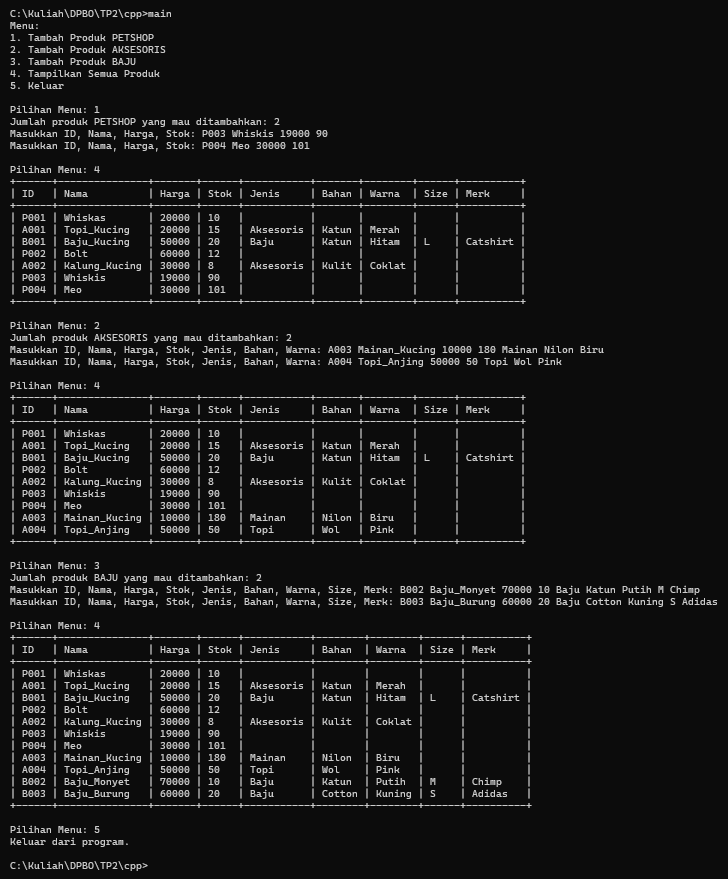 C:\Kuliah\DPBO\TP2\cpp>main
Menu:
1. Tambah Produk PETSHOP
2. Tambah Produk AKSESORIS
3. Tambah Produk BAJU
4. Tampilkan Semua Produk
5. Keluar

Pilihan Menu: 1
Jumlah produk PETSHOP yang mau ditambahkan: 2
Masukkan ID, Nama, Harga, Stok: P003 Whiskis 19000 90
Masukkan ID, Nama, Harga, Stok: P004 Meo 30000 101

Pilihan Menu: 4
+------+---------------+-------+------+-----------+-------+--------+------+----------+
| ID   | Nama          | Harga | Stok | Jenis     | Bahan | Warna  | Size | Merk     |
+------+---------------+-------+------+-----------+-------+--------+------+----------+
| P001 | Whiskas       | 20000 | 10   |           |       |        |      |          |
| A001 | Topi_Kucing   | 20000 | 15   | Aksesoris | Katun | Merah  |      |          |
| B001 | Baju_Kucing   | 50000 | 20   | Baju      | Katun | Hitam  | L    | Catshirt |
| P002 | Bolt          | 60000 | 12   |           |       |        |      |          |
| A002 | Kalung_Kucing | 30000 | 8    | Aksesoris | Kulit | Coklat |      |          |
| P003 | Whiskis       | 19000 | 90   |           |       |        |      |          |
| P004 | Meo           | 30000 | 101  |           |       |        |      |          |
+------+---------------+-------+------+-----------+-------+--------+------+----------+

Pilihan Menu: 2
Jumlah produk AKSESORIS yang mau ditambahkan: 2
Masukkan ID, Nama, Harga, Stok, Jenis, Bahan, Warna: A003 Mainan_Kucing 10000 180 Mainan Nilon Biru
Masukkan ID, Nama, Harga, Stok, Jenis, Bahan, Warna: A004 Topi_Anjing 50000 50 Topi Wol Pink

Pilihan Menu: 4
+------+---------------+-------+------+-----------+-------+--------+------+----------+
| ID   | Nama          | Harga | Stok | Jenis     | Bahan | Warna  | Size | Merk     |
+------+---------------+-------+------+-----------+-------+--------+------+----------+
| P001 | Whiskas       | 20000 | 10   |           |       |        |      |          |
| A001 | Topi_Kucing   | 20000 | 15   | Aksesoris | Katun | Merah  |      |          |
| B001 | Baju_Kucing   | 50000 | 20   | Baju      | Katun | Hitam  | L    | Catshirt |
| P002 | Bolt          | 60000 | 12   |           |       |        |      |          |
| A002 | Kalung_Kucing | 30000 | 8    | Aksesoris | Kulit | Coklat |      |          |
| P003 | Whiskis       | 19000 | 90   |           |       |        |      |          |
| P004 | Meo           | 30000 | 101  |           |       |        |      |          |
| A003 | Mainan_Kucing | 10000 | 180  | Mainan    | Nilon | Biru   |      |          |
| A004 | Topi_Anjing   | 50000 | 50   | Topi      | Wol   | Pink   |      |          |
+------+---------------+-------+------+-----------+-------+--------+------+----------+

Pilihan Menu: 3
Jumlah produk BAJU yang mau ditambahkan: 2
Masukkan ID, Nama, Harga, Stok, Jenis, Bahan, Warna, Size, Merk: B002 Baju_Monyet 70000 10 Baju Katun Putih M Chimp
Masukkan ID, Nama, Harga, Stok, Jenis, Bahan, Warna, Size, Merk: B003 Baju_Burung 60000 20 Baju Cotton Kuning S Adidas

Pilihan Menu: 4
+------+---------------+-------+------+-----------+--------+--------+------+----------+
| ID   | Nama          | Harga | Stok | Jenis     | Bahan  | Warna  | Size | Merk     |
+------+---------------+-------+------+-----------+--------+--------+------+----------+
| P001 | Whiskas       | 20000 | 10   |           |        |        |      |          |
| A001 | Topi_Kucing   | 20000 | 15   | Aksesoris | Katun  | Merah  |      |          |
| B001 | Baju_Kucing   | 50000 | 20   | Baju      | Katun  | Hitam  | L    | Catshirt |
| P002 | Bolt          | 60000 | 12   |           |        |        |      |          |
| A002 | Kalung_Kucing | 30000 | 8    | Aksesoris | Kulit  | Coklat |      |          |
| P003 | Whiskis       | 19000 | 90   |           |        |        |      |          |
| P004 | Meo           | 30000 | 101  |           |        |        |      |          |
| A003 | Mainan_Kucing | 10000 | 180  | Mainan    | Nilon  | Biru   |      |          |
| A004 | Topi_Anjing   | 50000 | 50   | Topi      | Wol    | Pink   |      |          |
| B002 | Baju_Monyet   | 70000 | 10   | Baju      | Katun  | Putih  | M    | Chimp    |
| B003 | Baju_Burung   | 60000 | 20   | Baju      | Cotton | Kuning | S    | Adidas   |
+------+---------------+-------+------+-----------+--------+--------+------+----------+

Pilihan Menu: 5
Keluar dari program.

C:\Kuliah\DPBO\TP2\cpp>